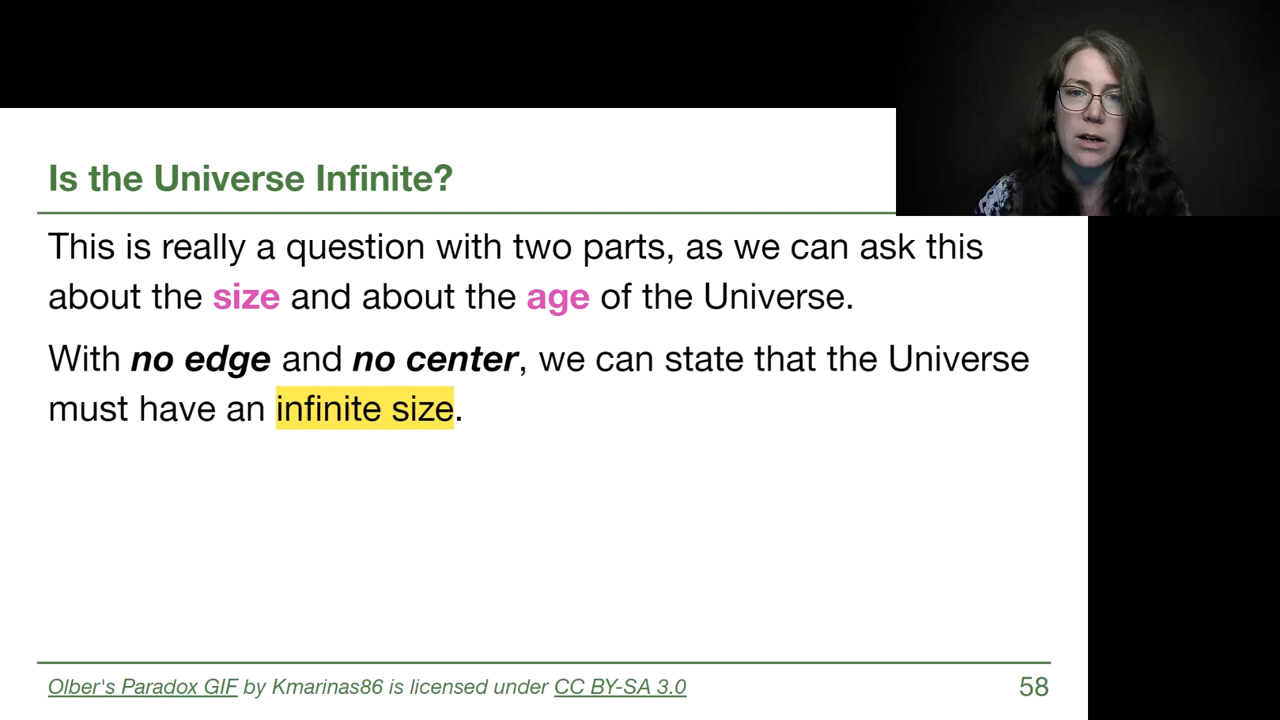 Is the Universe Infinite?
This is really a question with two parts, as we can ask this
about the size and about the age of the Universe.
With no edge and no center, we can state that the Universe
must have an infinite size.
Olber's Paradox GIF by Kmarinas86 is licensed under CC BY-SA 3.0
58